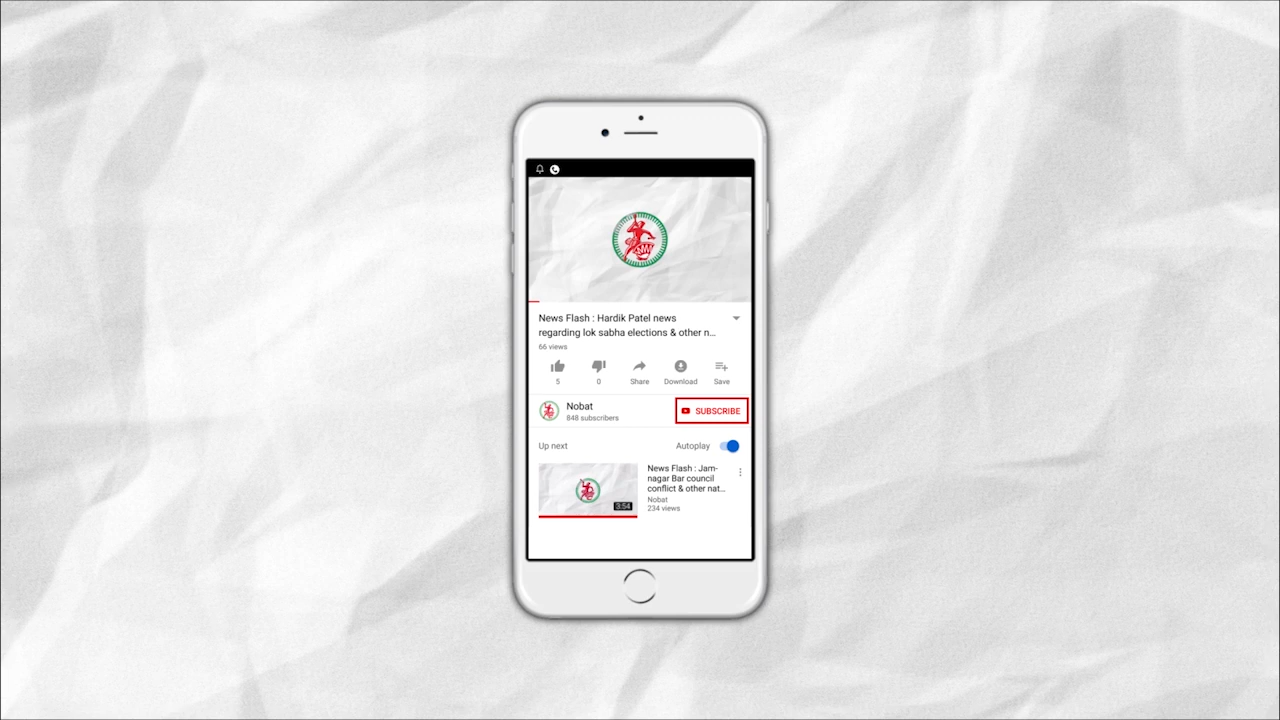 News Flash : Hardik Patel news
regarding lok sabha elections & other n...
66 views
5
0
Share
Download
Save
Nobat
848 subscribers
SUBSCRIBE
Up next
Autoplay
News Flash : Jam-
nagar Bar council
conflict & other nat...
Nobat
234 views
3:54